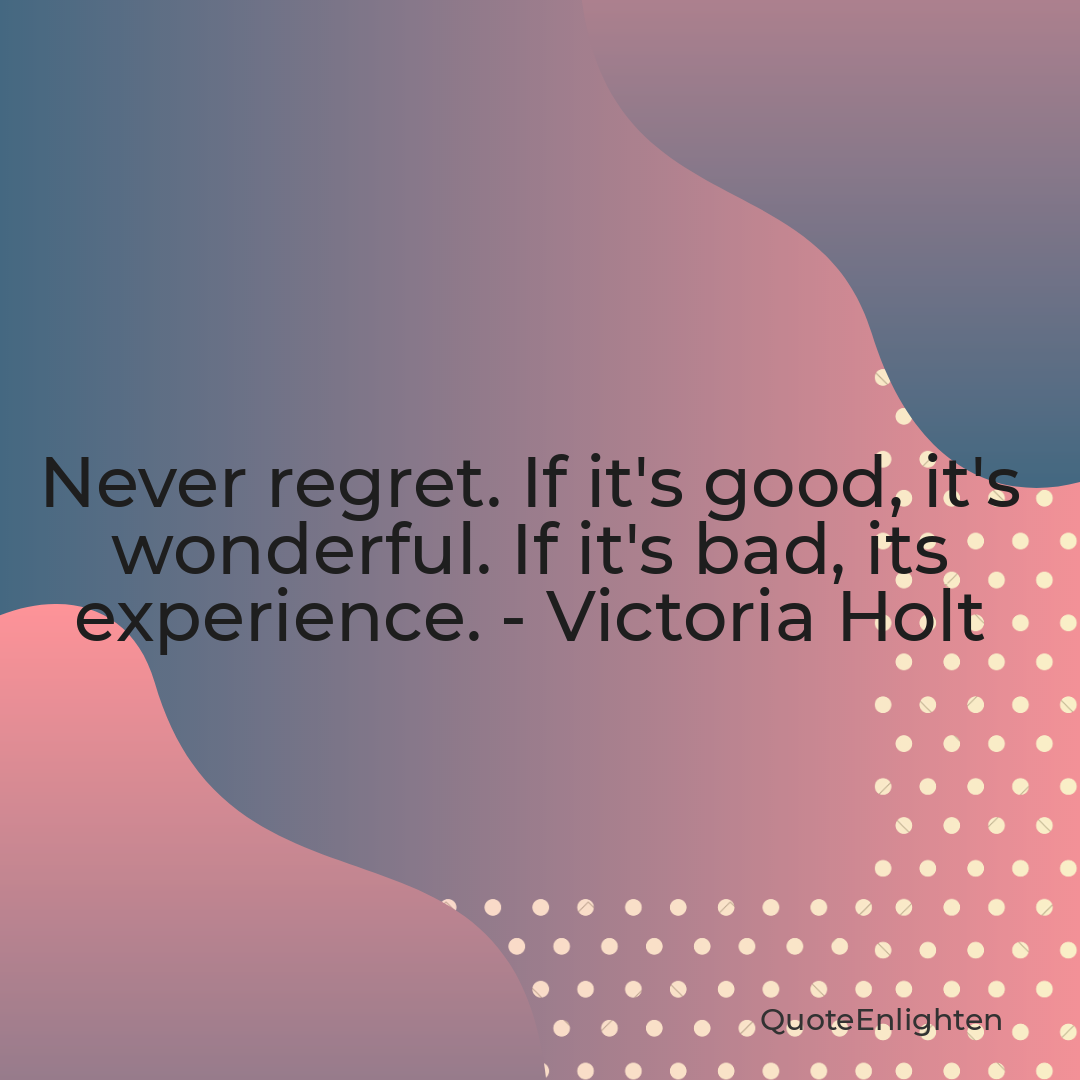 Never regret. If it's good, it's
wonderful. If it's bad, its
experience. - Victoria Holt
QuoteEnlighten